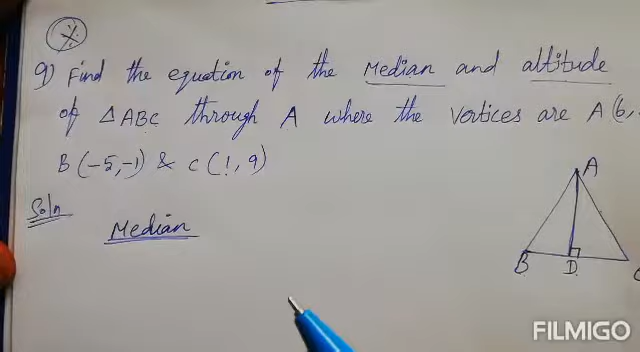 X
9) Find the equation of the Median and altitude
of △ABC through A where the vertices are A (6,
B (-5,-1) & C (1, 9)
Soln
Median
A
B D C
FILMIGO